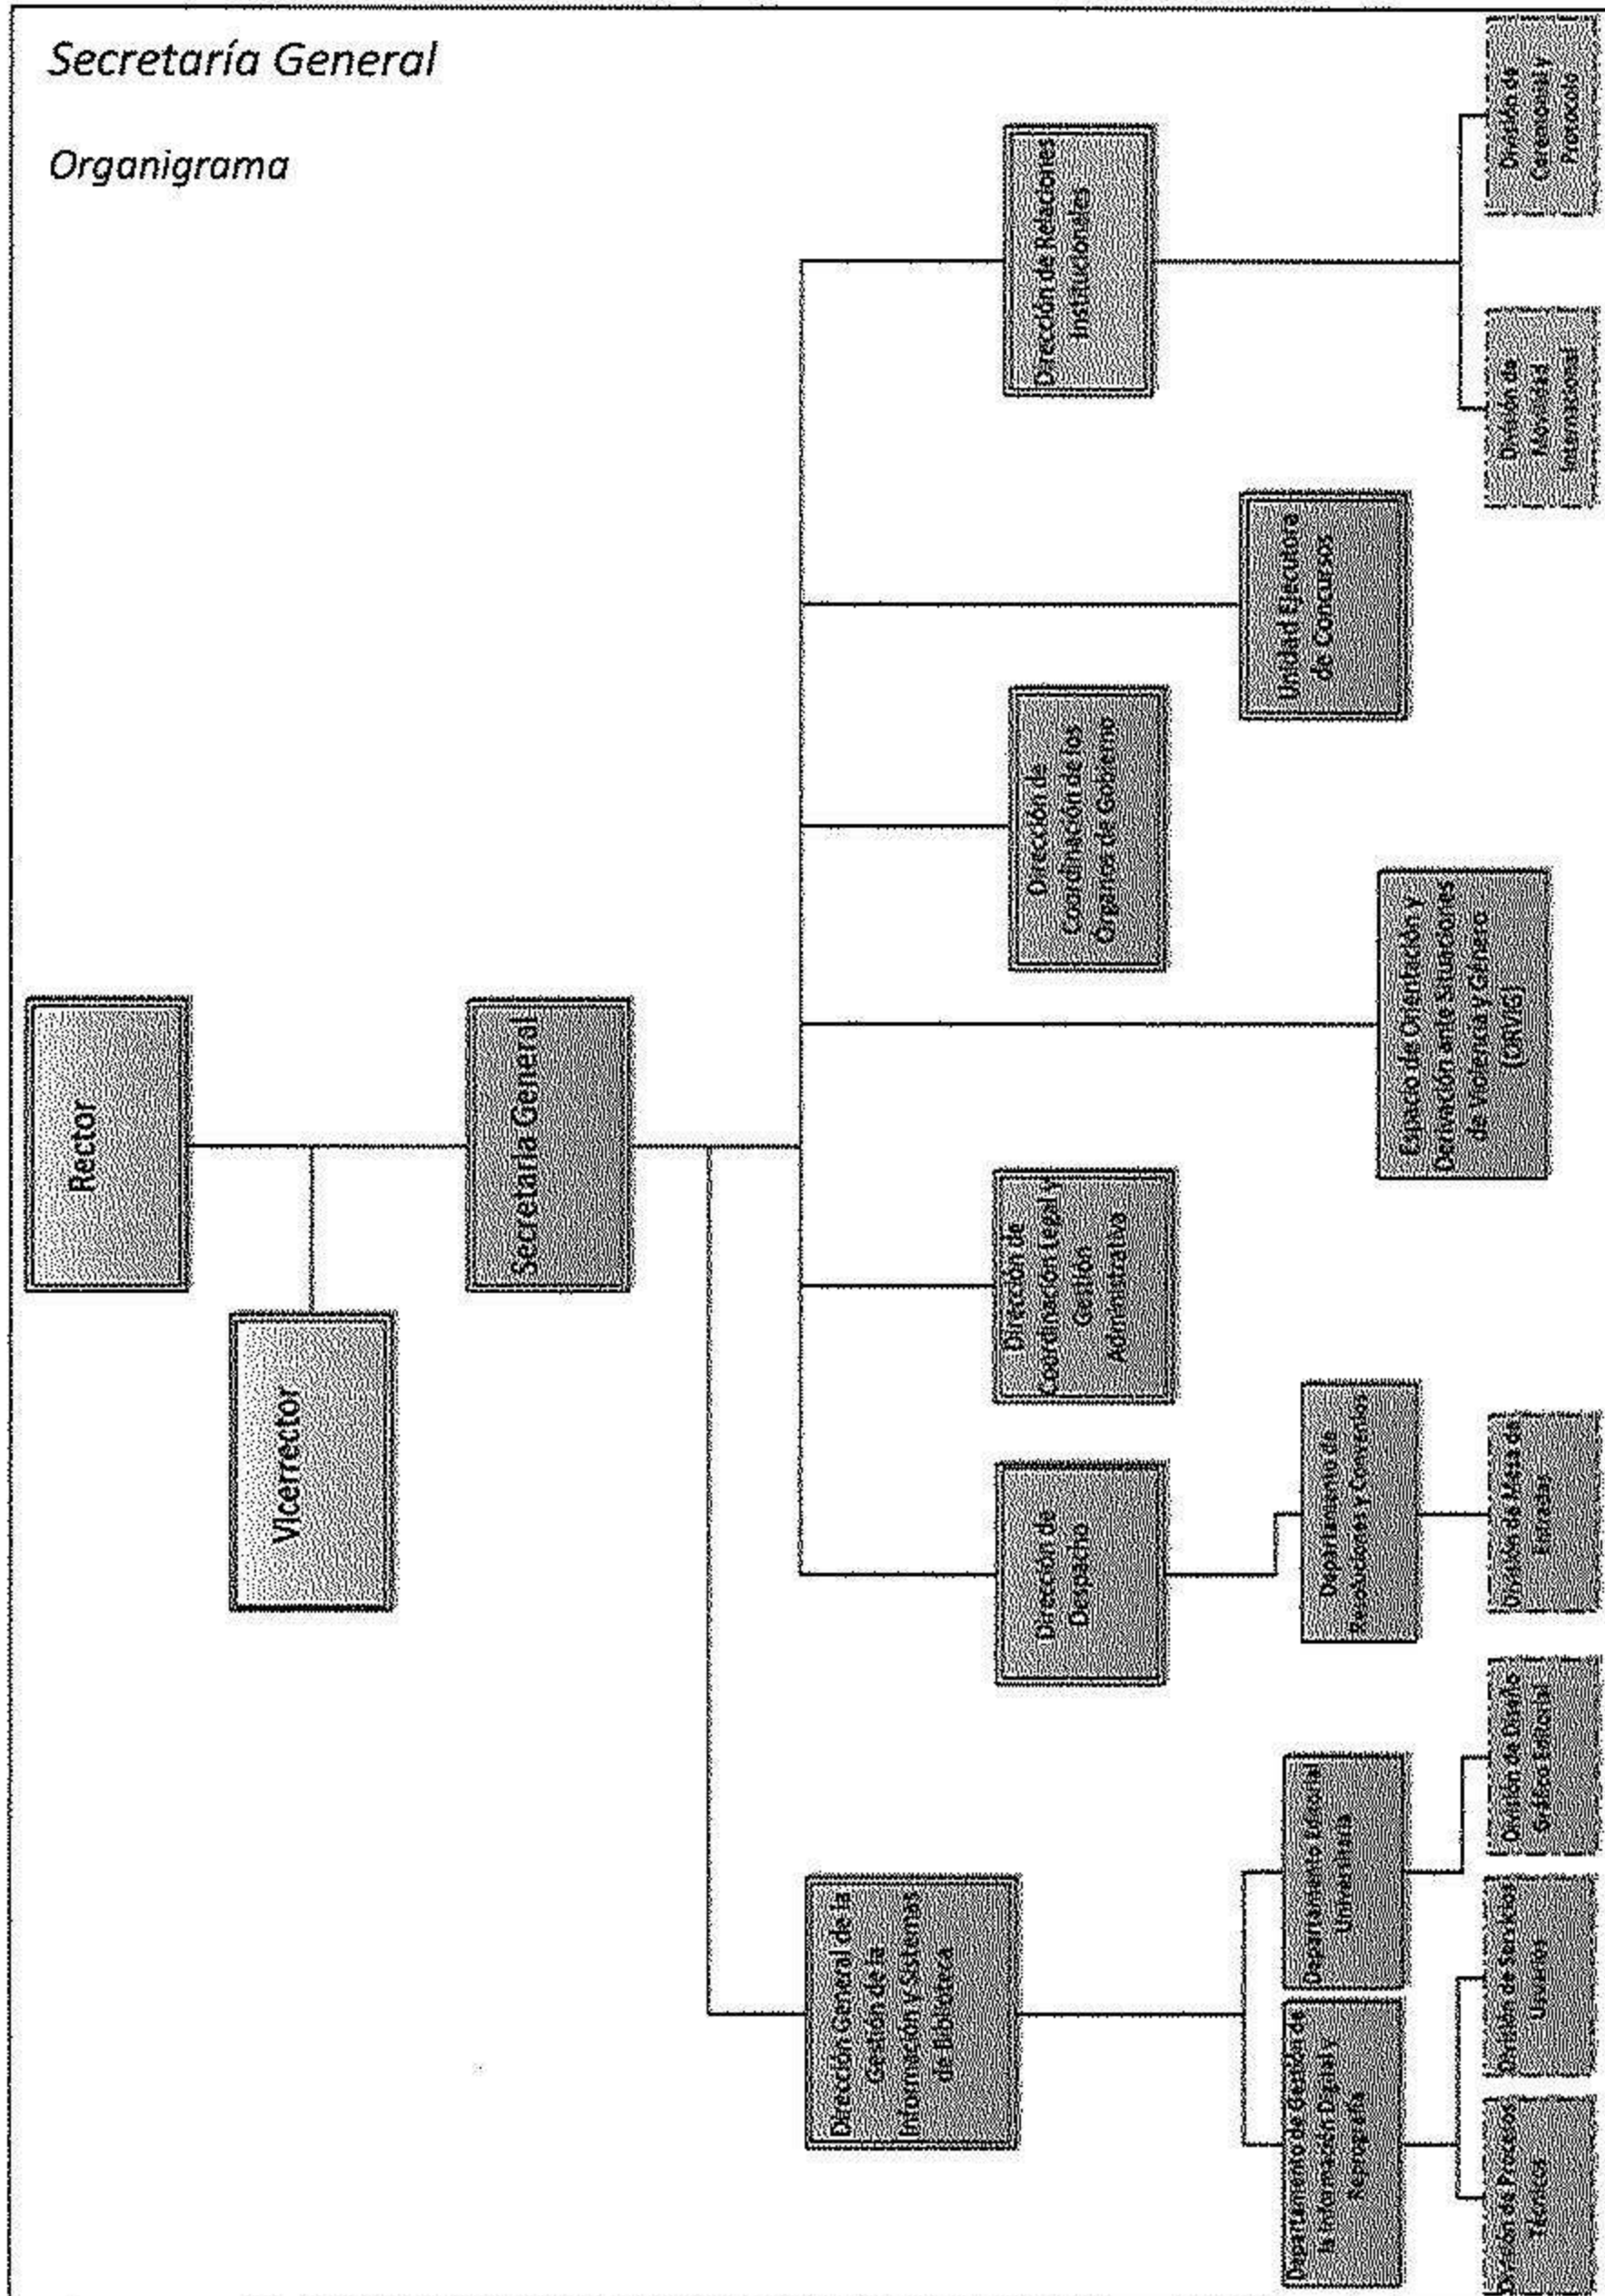 Secretaría General
Organigrama
Rector
Vicerrector
Secretaria General
Dirección General de la
Gestión de la
Información y Sistemas
de Biblioteca
Dirección de
Despacho
Dirección de
Coordinación Legal y
Gestión
Administrativa
Espacio de Orientación y
Derivación ante Situaciones
de Violencia y Género
(ORVIG)
Dirección de
Coordinación de los
Órganos de Gobierno
Unidad Ejecutora
de Concursos
Dirección de Relaciones
Institucionales
Departamento de Gestión de
la Información Digital y
Reprografía
Departamento Editorial
Universitaria
Departamento de
Resoluciones y Convenios
División de Procesos
Técnicos
División de Servicios
Usuarios
División de Diseño
Gráfico Editorial
División de Mesa de
Entradas
División de
Movilidad
Internacional
División de
Ceremonial y
Protocolo